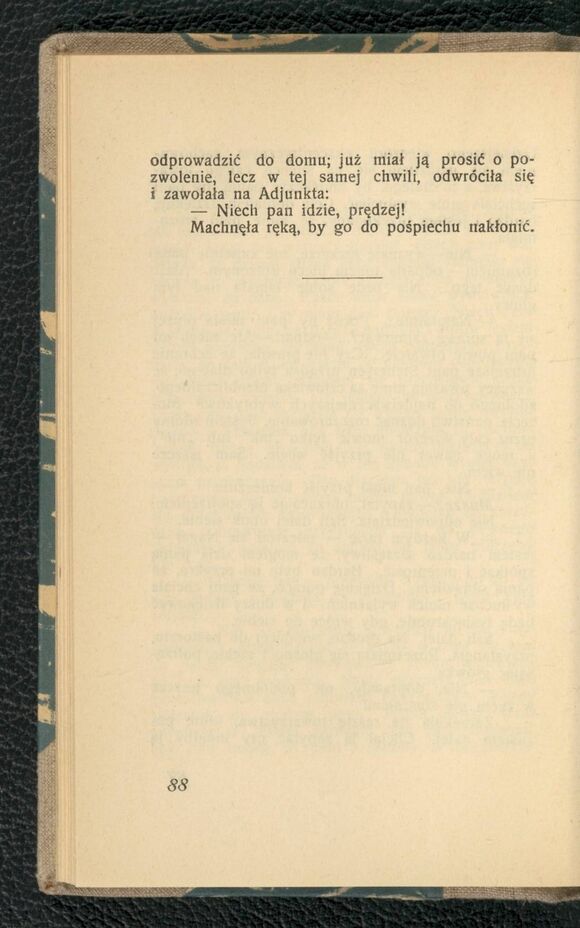 odprowadzić do domu; już miał ją prosić o po-
zwolenie, lecz w tej samej chwili, odwróciła się
i zawołała na Adjunkta:
— Niech pan idzie, prędzej!
Machnęła ręką, by go do pośpiechu nakłonić.
88